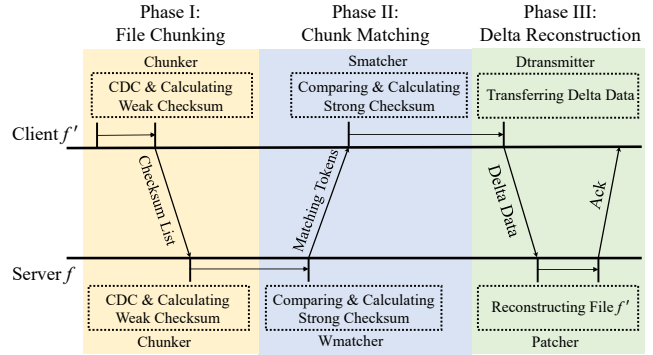 Phase I:
File Chunking
Phase II:
Chunk Matching
Phase III:
Delta Reconstruction
Chunker
CDC & Calculating
Weak Checksum
Smatcher
Comparing & Calculating
Strong Checksum
Dtransmitter
Transferring Delta Data
Client f′
Checksum List
Matching Tokens
Delta Data
Ack
Server f
CDC & Calculating
Weak Checksum
Chunker
Comparing & Calculating
Strong Checksum
Wmatcher
Reconstructing File f′
Patcher